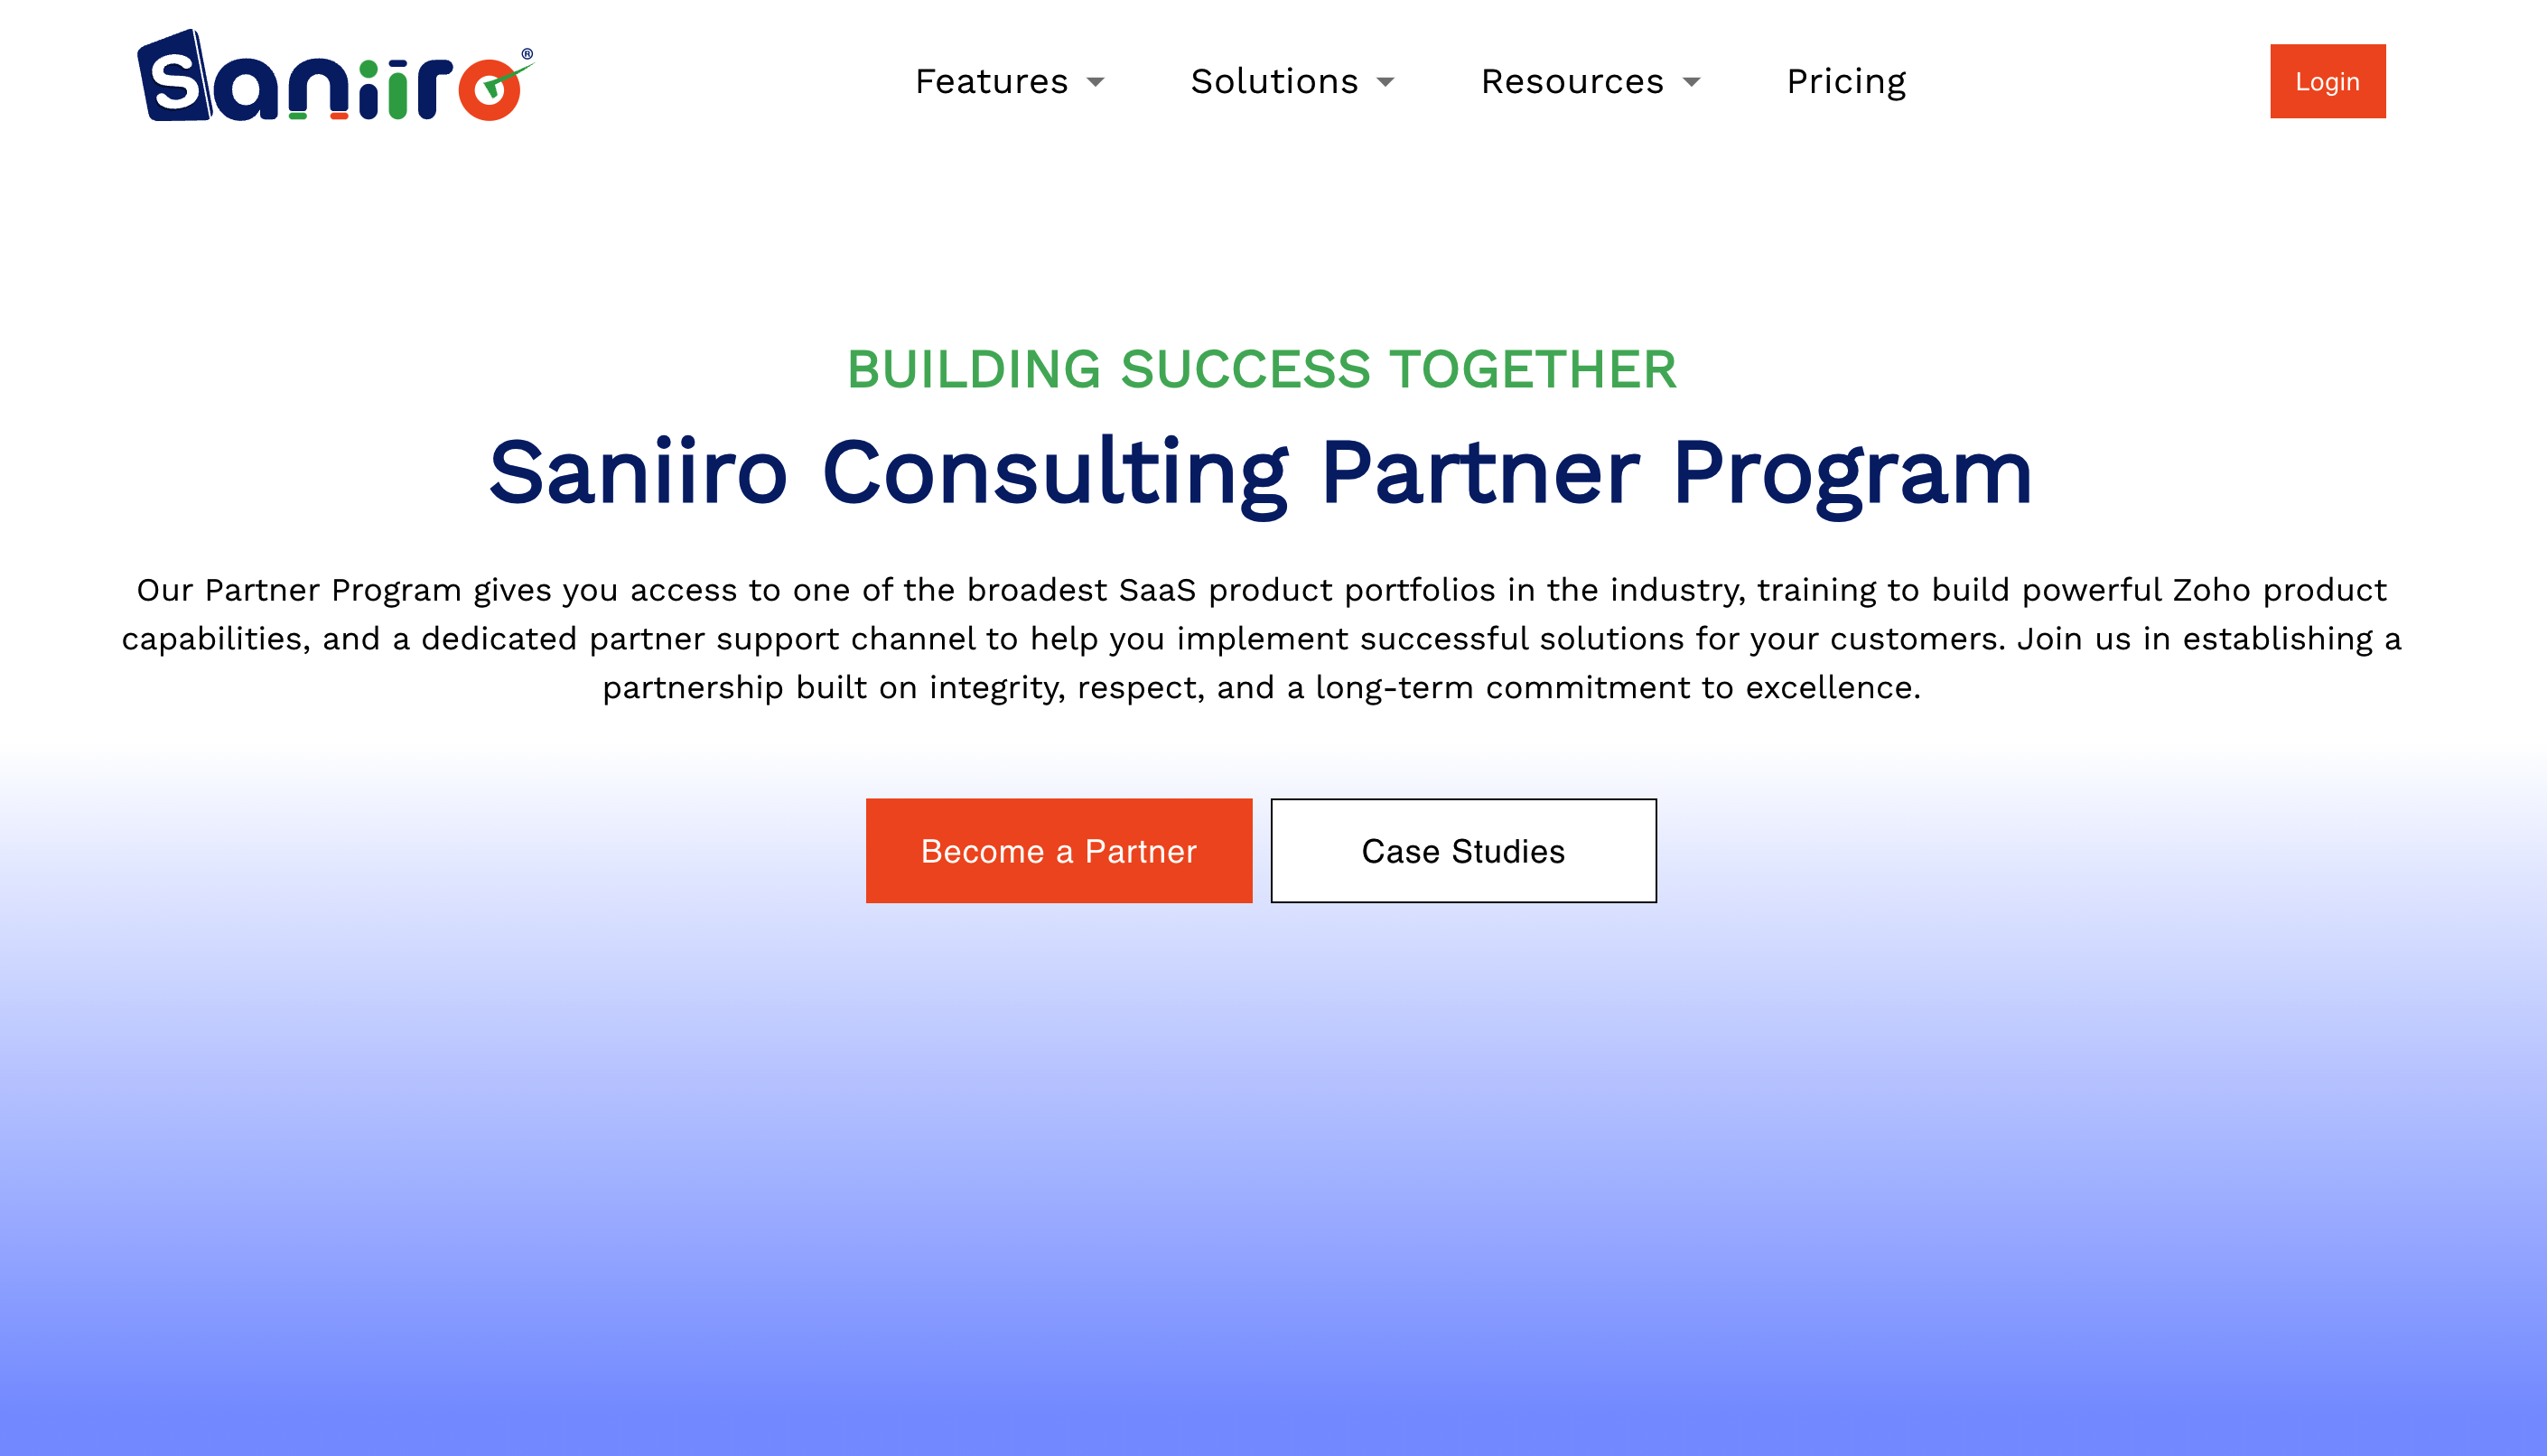 Saniiro®
Features
Solutions
Resources
Pricing
Login
BUILDING SUCCESS TOGETHER
Saniiro Consulting Partner Program
Our Partner Program gives you access to one of the broadest SaaS product portfolios in the industry, training to build powerful Zoho product
capabilities, and a dedicated partner support channel to help you implement successful solutions for your customers. Join us in establishing a
partnership built on integrity, respect, and a long-term commitment to excellence.
Become a Partner
Case Studies